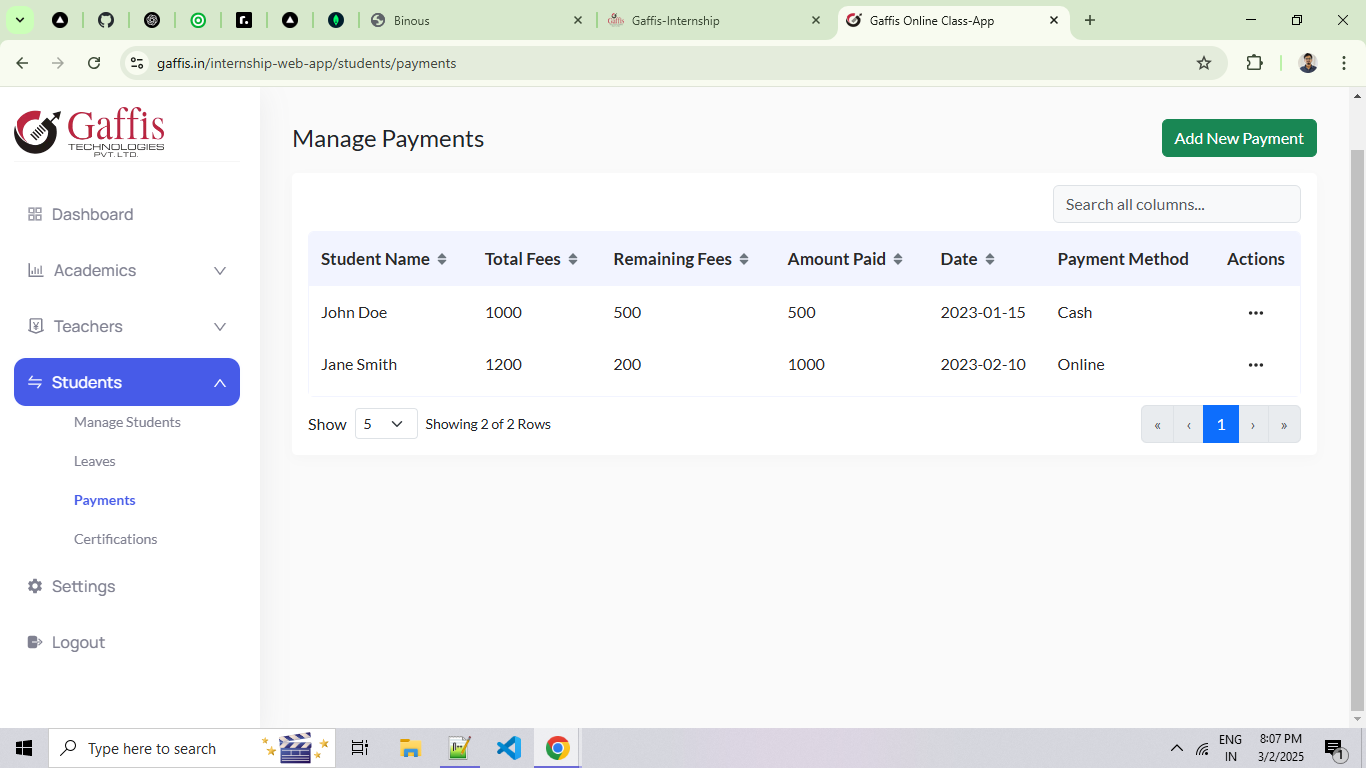 Binous
Gaffis-Internship
Gaffis Online Class-App
gaffis.in/internship-web-app/students/payments
Gaffis
TECHNOLOGIES
PVT. LTD.
Dashboard
Academics
Teachers
Students
Manage Students
Leaves
Payments
Certifications
Settings
Logout
Manage Payments
Add New Payment
Search all columns...
Student Name Total Fees Remaining Fees Amount Paid Date Payment Method Actions
John Doe 1000 500 500 2023-01-15 Cash •••
Jane Smith 1200 200 1000 2023-02-10 Online •••
Show 5 Showing 2 of 2 Rows
« ‹ 1 › »
Type here to search
ENG
IN
8:07 PM
3/2/2025
1